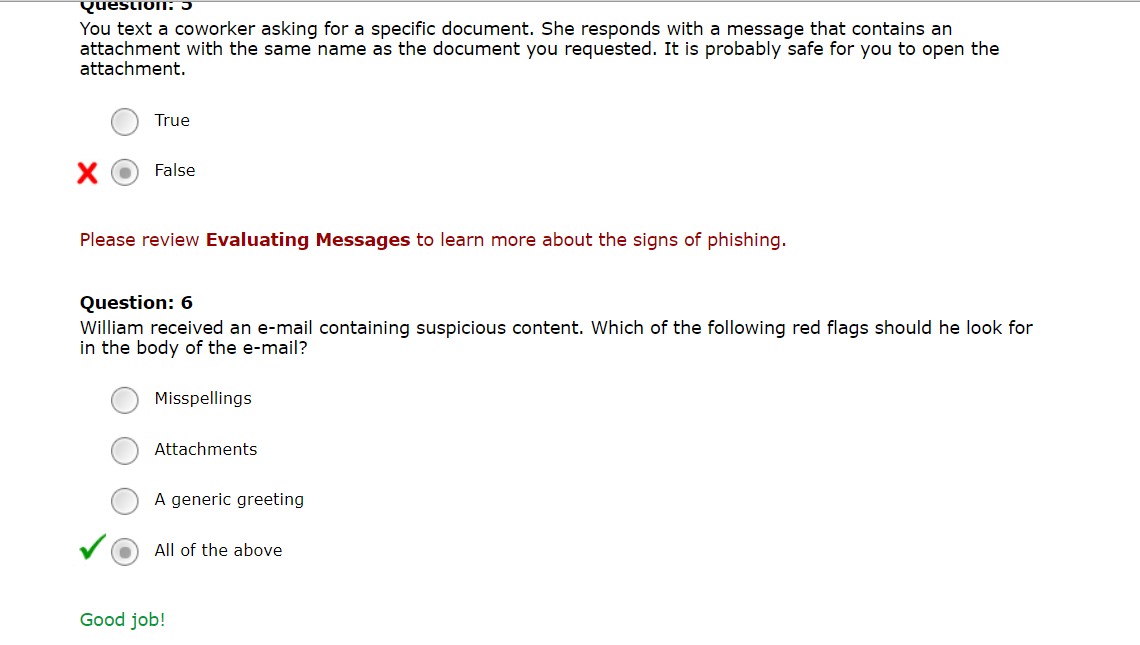 Question: 5
You text a coworker asking for a specific document. She responds with a message that contains an
attachment with the same name as the document you requested. It is probably safe for you to open the
attachment.
True
False
Please review Evaluating Messages to learn more about the signs of phishing.
Question: 6
William received an e-mail containing suspicious content. Which of the following red flags should he look for
in the body of the e-mail?
Misspellings
Attachments
A generic greeting
All of the above
Good job!